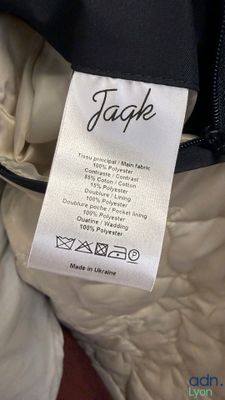 Jaqk
Tissu principal / Main fabric
100% Polyester
Contraste / Contrast
85% Coton / Cotton
15% Polyester
Doublure / Lining
100% Polyester
Doublure poche / Pocket lining
100% Polyester
Ouatine / Wadding
100% Polyester
Made in Ukraine
adn.
Lyon